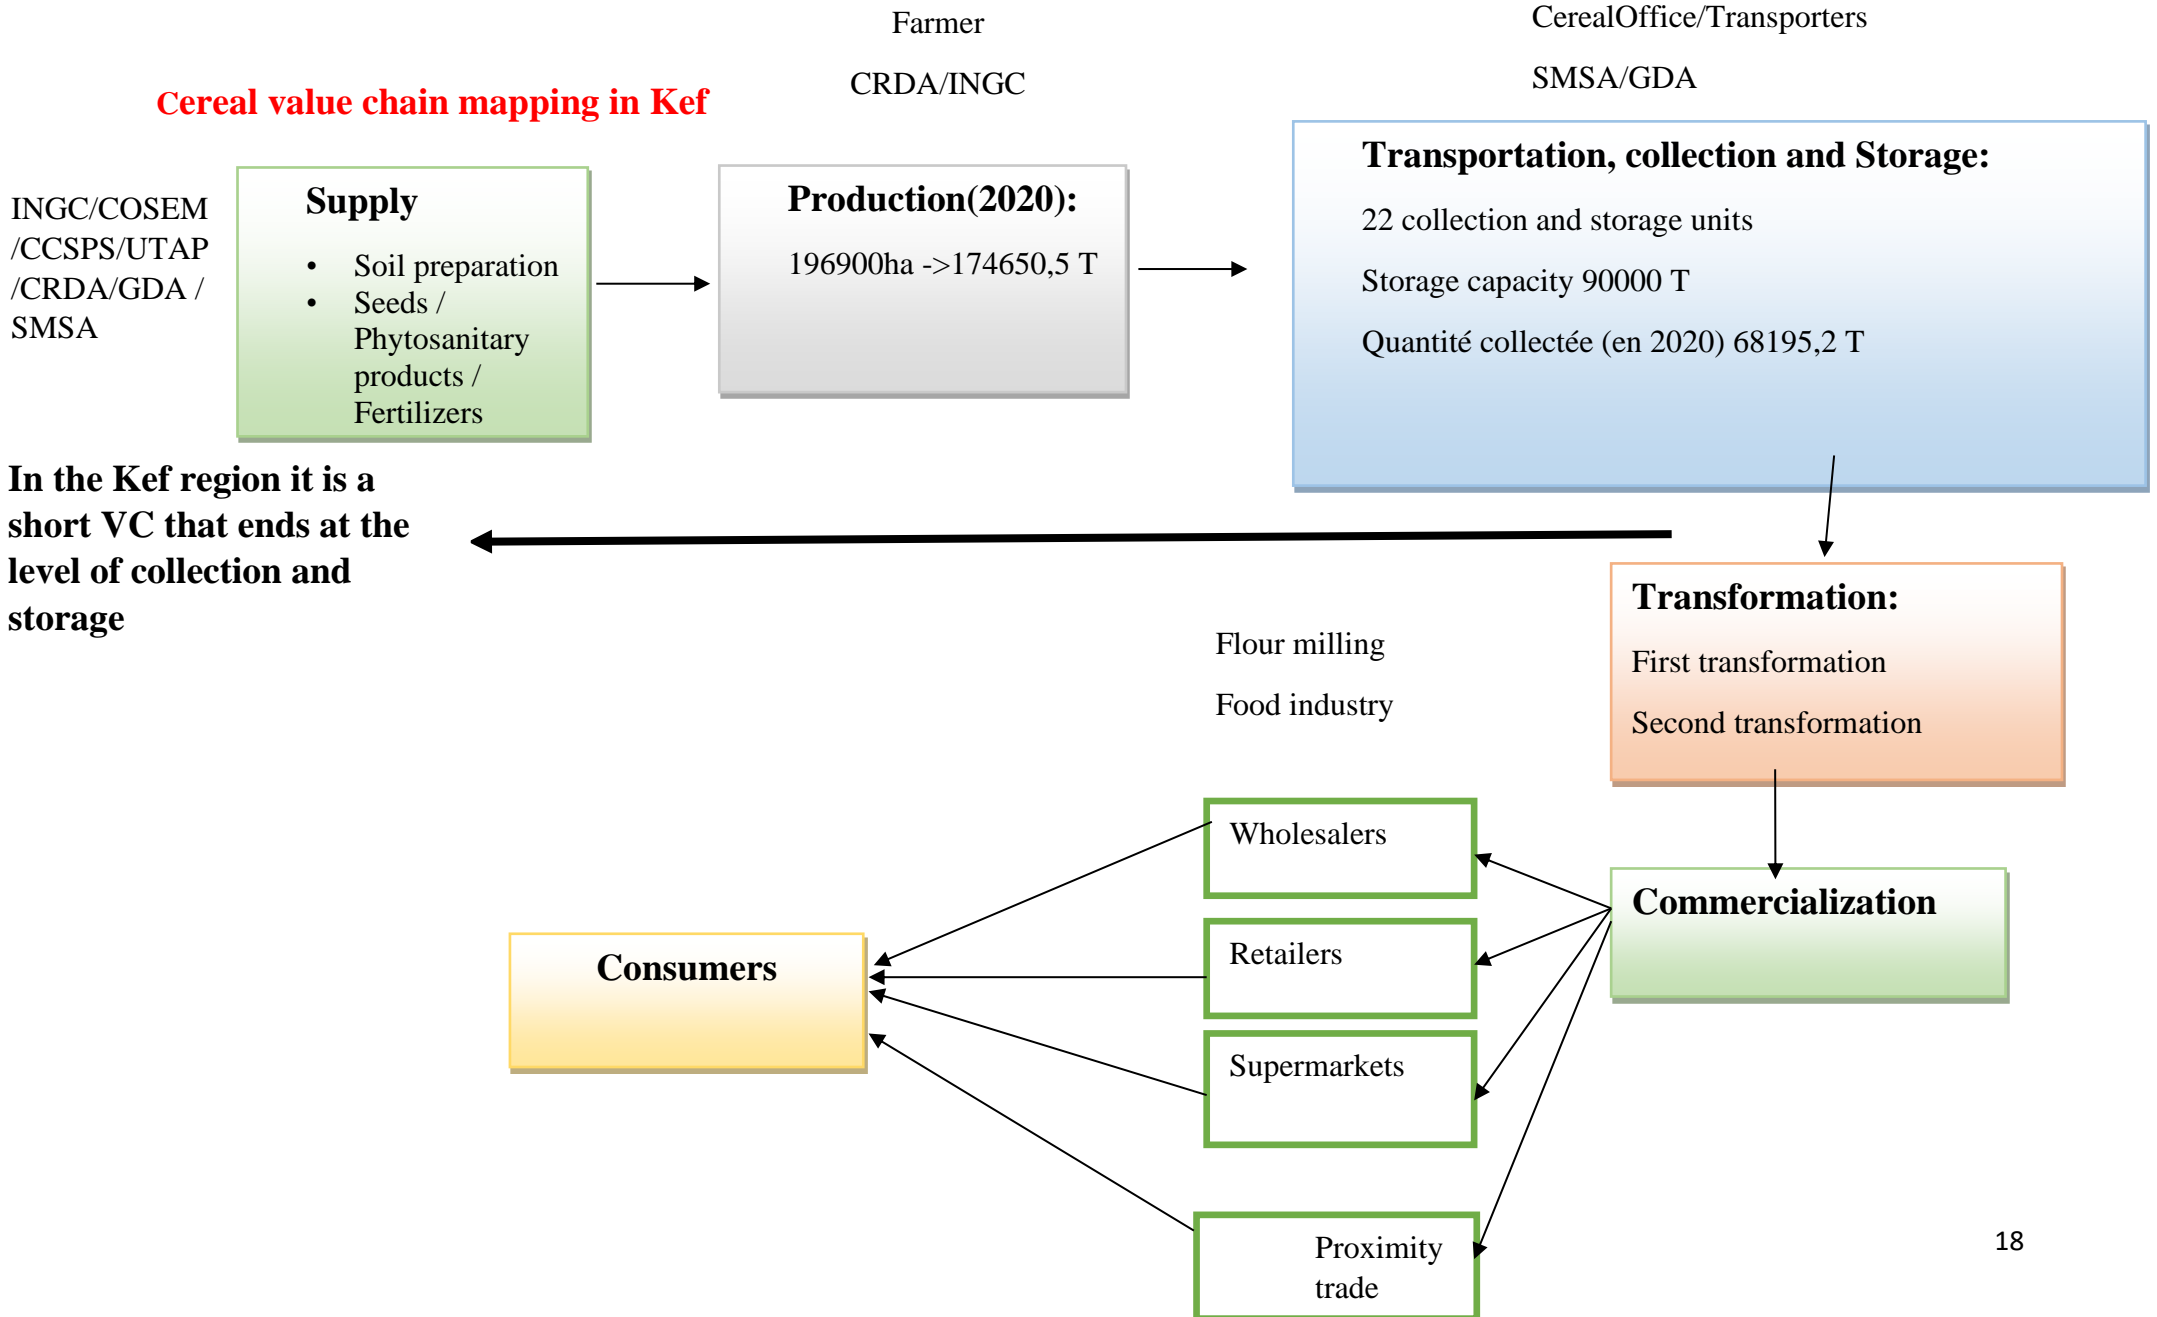 Farmer
CRDA/INGC
CerealOffice/Transporters
SMSA/GDA
Cereal value chain mapping in Kef
INGC/COSEM
/CCSPS/UTAP
/CRDA/GDA /
SMSA
Supply
• Soil preparation
• Seeds /
Phytosanitary
products /
Fertilizers
Production(2020):
196900ha ->174650,5 T
Transportation, collection and Storage:
22 collection and storage units
Storage capacity 90000 T
Quantité collectée (en 2020) 68195,2 T
In the Kef region it is a
short VC that ends at the
level of collection and
storage
Transformation:
First transformation
Second transformation
Flour milling
Food industry
Commercialization
Wholesalers
Retailers
Supermarkets
Proximity
trade
Consumers
18